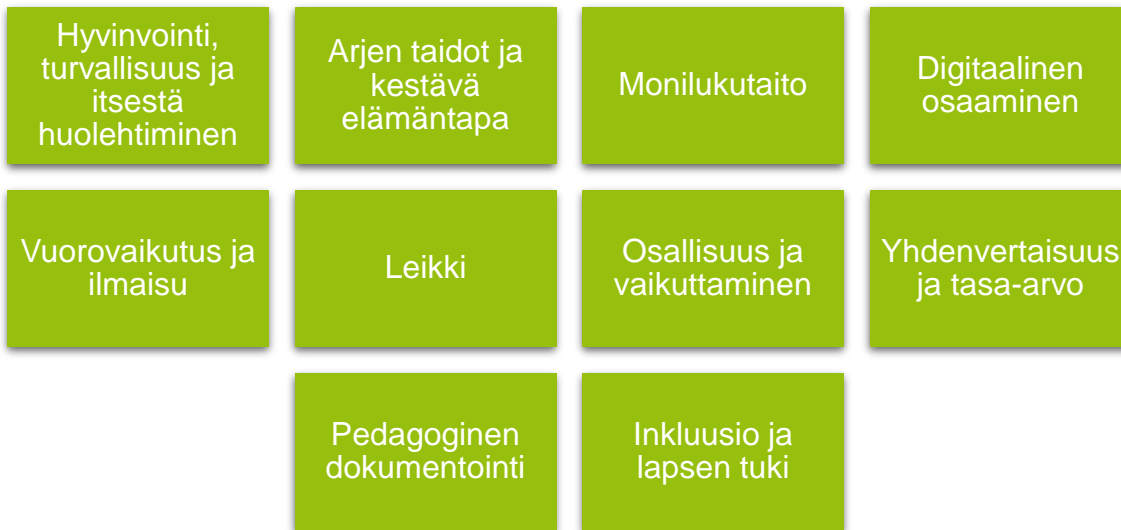 Hyvinvointi,
turvallisuus ja
itsestä
huolehtiminen
Arjen taidot ja
kestävä
elämäntapa
Monilukutaito
Digitaalinen
osaaminen
Vuorovaikutus ja
ilmaisu
Leikki
Osallisuus ja
vaikuttaminen
Yhdenvertaisuus
ja tasa-arvo
Pedagoginen
dokumentointi
Inkluusio ja
lapsen tuki